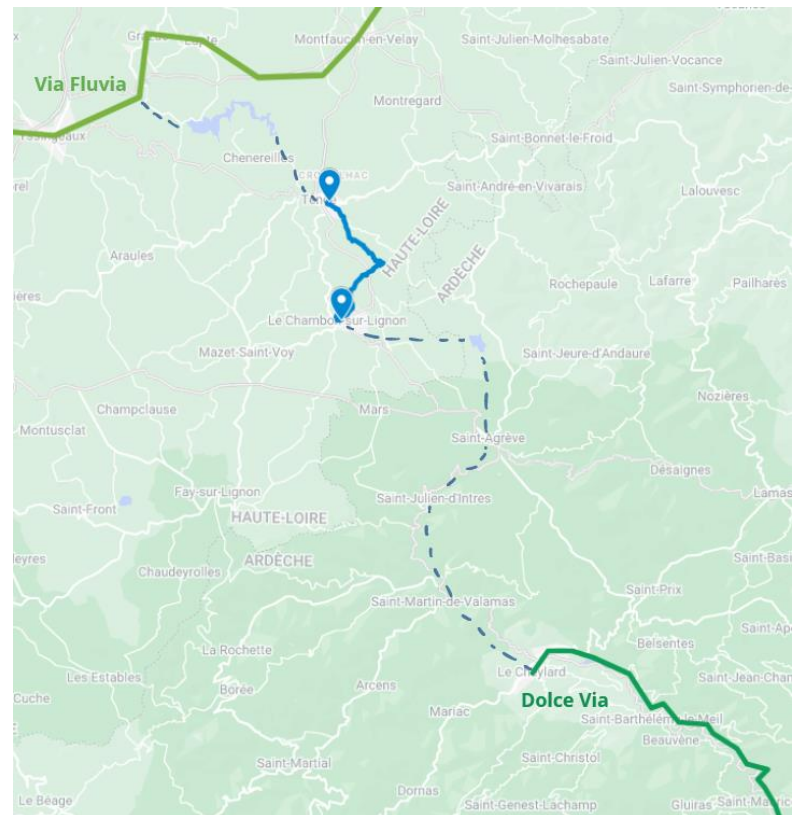 Montfaucon-en-Velay
Saint-Julien-Molhesabate
Saint-Julien-Vocance
Via Fluvia
Saint-Symphorien-de-
Montregard
Saint-Bonnet-le-Froid
Chenereilles
Saint-André-en-Vivarais
Lalouvesc
HAUTE-LOIRE
ARDÈCHE
Araules
Rochepaule
Lafarre
Pailharès
Le Chambon-sur-Lignon
Mazet-Saint-Voy
Saint-Jeure-d'Andaure
Nozières
Champclause
Mars
Montusclat
Saint-Agrève
Désaignes
Fay-sur-Lignon
Saint-Julien-d'Intres
Lamas
Saint-Front
HAUTE-LOIRE
ARDÈCHE
Saint-Basi
Chaudeyrolles
Saint-Prix
Saint-Martin-de-Valamas
Saint-Ap
Belsentes
La Rochette
Les Estables
Borée
Arcens
Le Cheylard
Saint-Jean-Chan
Cuche
Mariac
Dolce Via
Saint-Barthélemy-le-Meil
Beauvène
Saint-Martial
Saint-Christol
Dornas
Le Béage
Saint-Genest-Lachamp
Gluiras